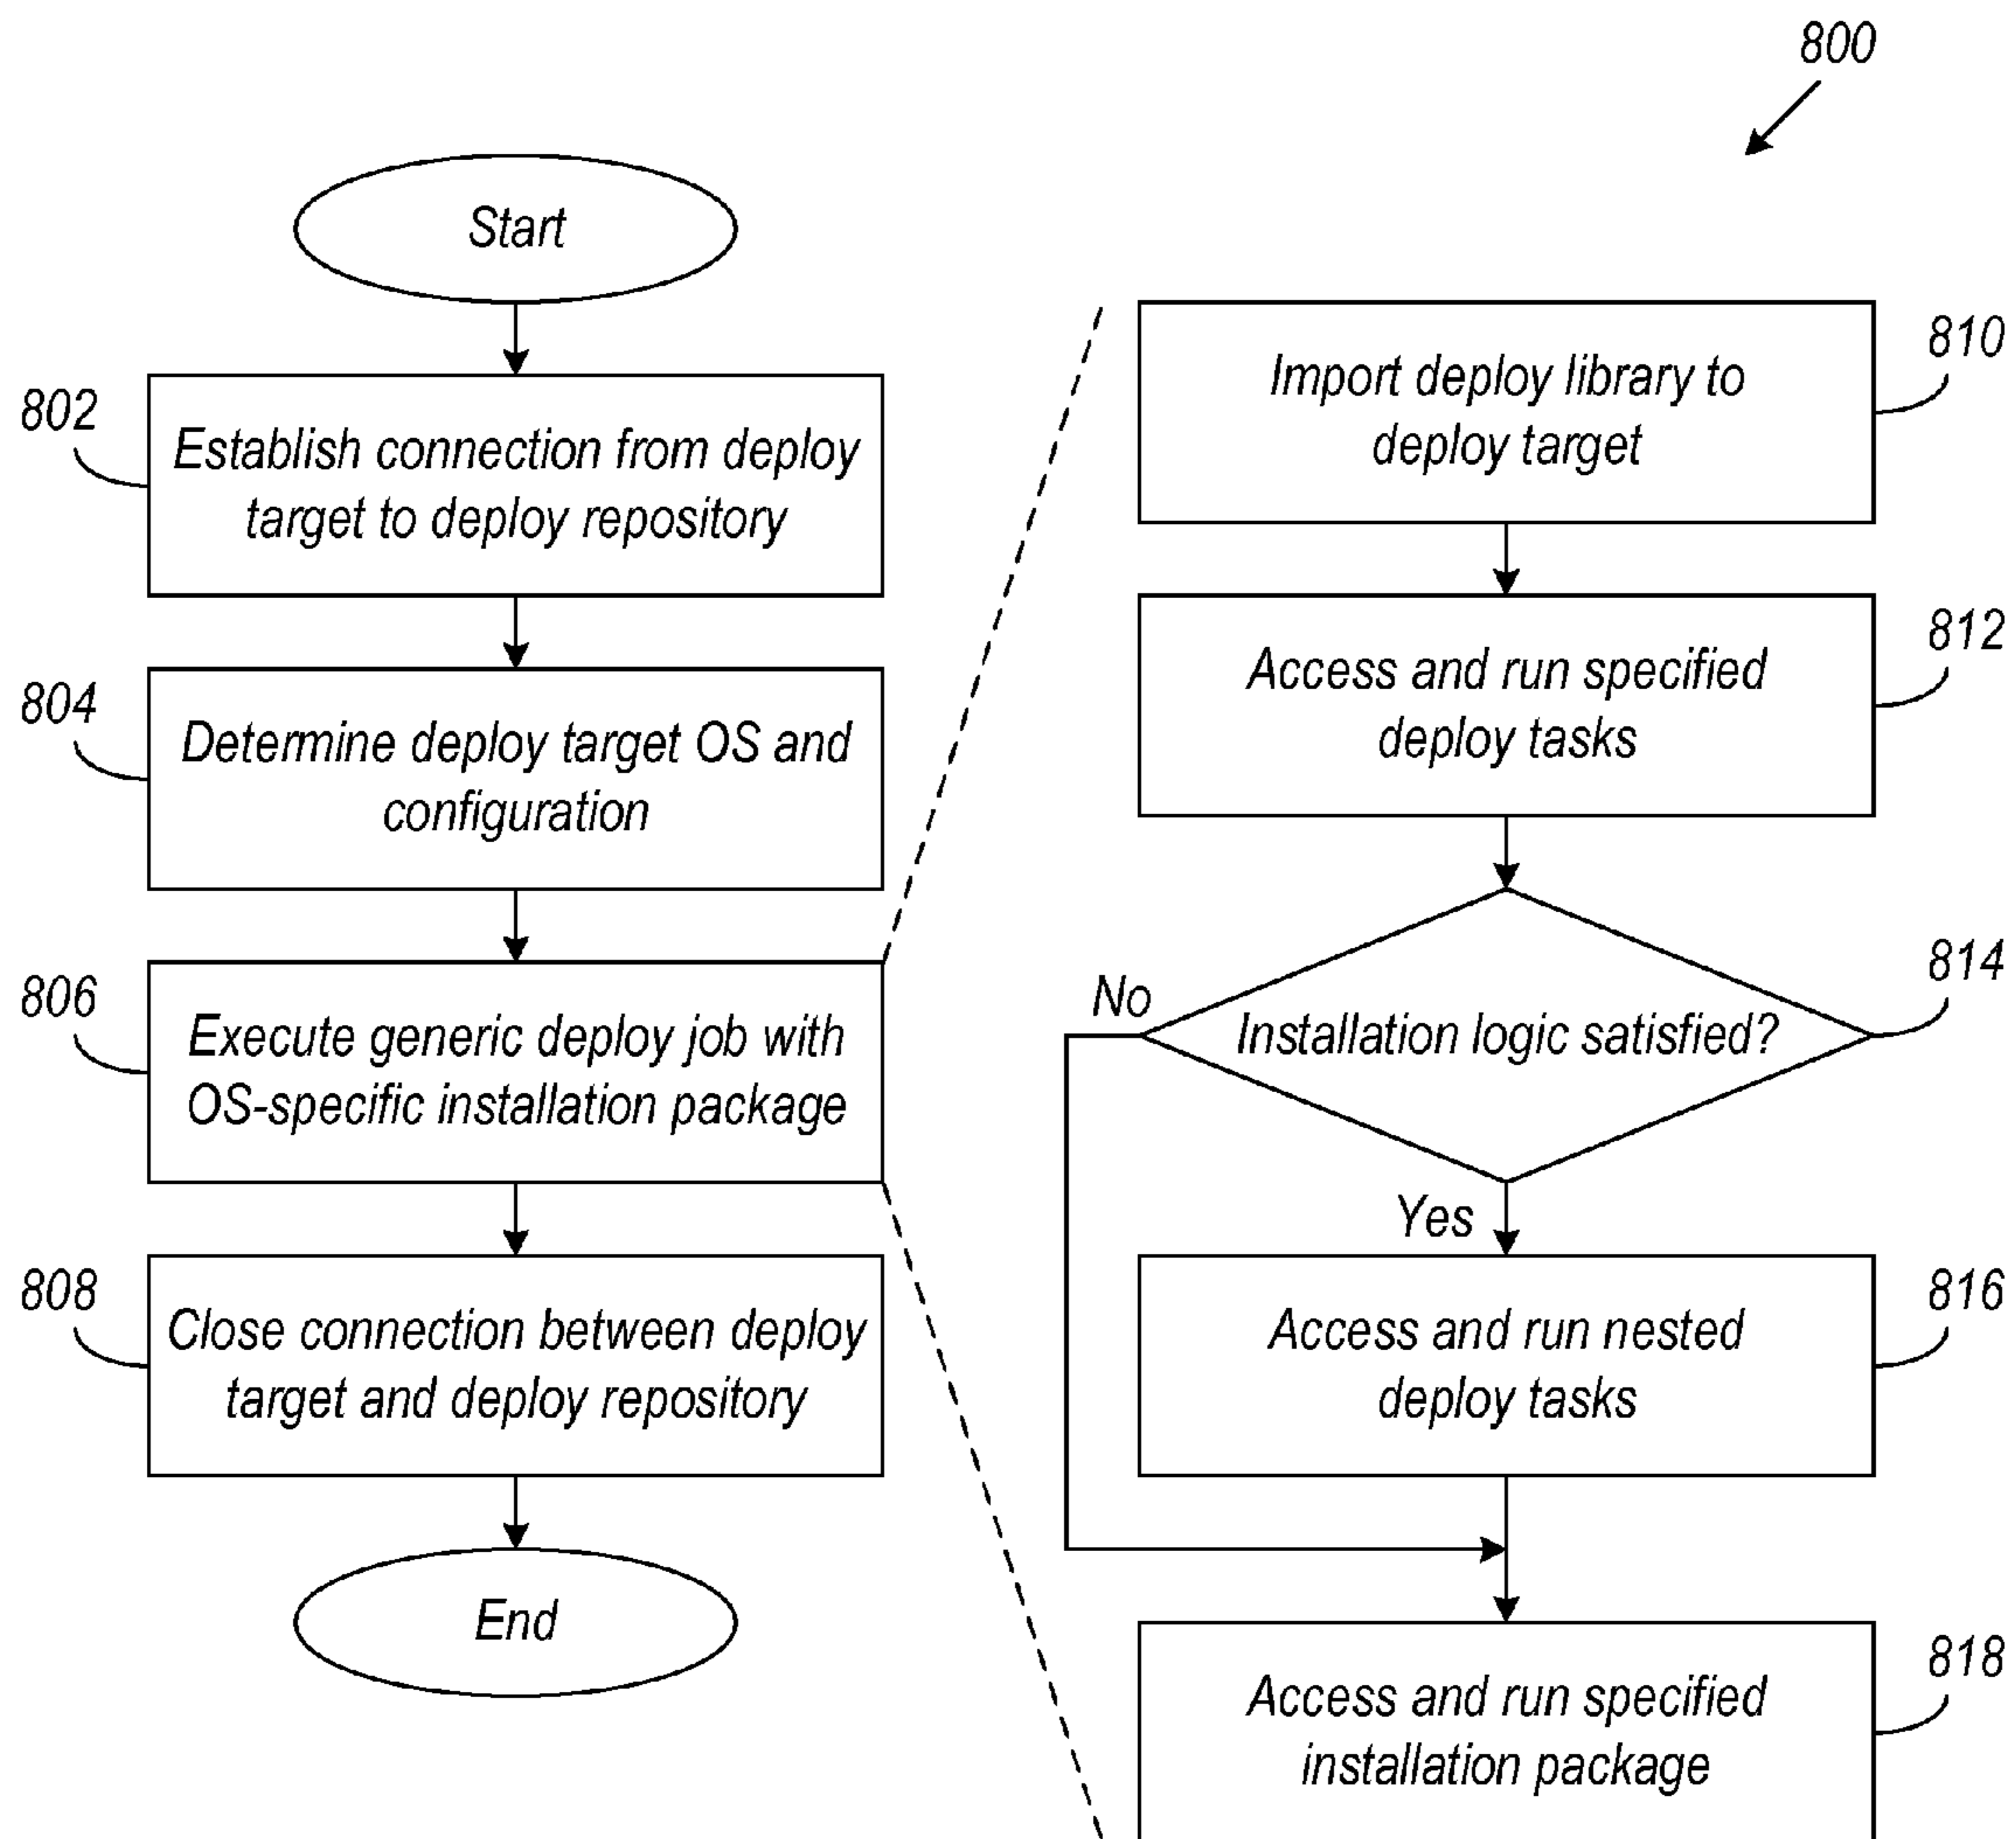 800
Start
802
Establish connection from deploy
target to deploy repository
804
Determine deploy target OS and
configuration
806
Execute generic deploy job with
OS-specific installation package
808
Close connection between deploy
target and deploy repository
End
810
Import deploy library to
deploy target
812
Access and run specified
deploy tasks
814
No
Installation logic satisfied?
Yes
816
Access and run nested
deploy tasks
818
Access and run specified
installation package